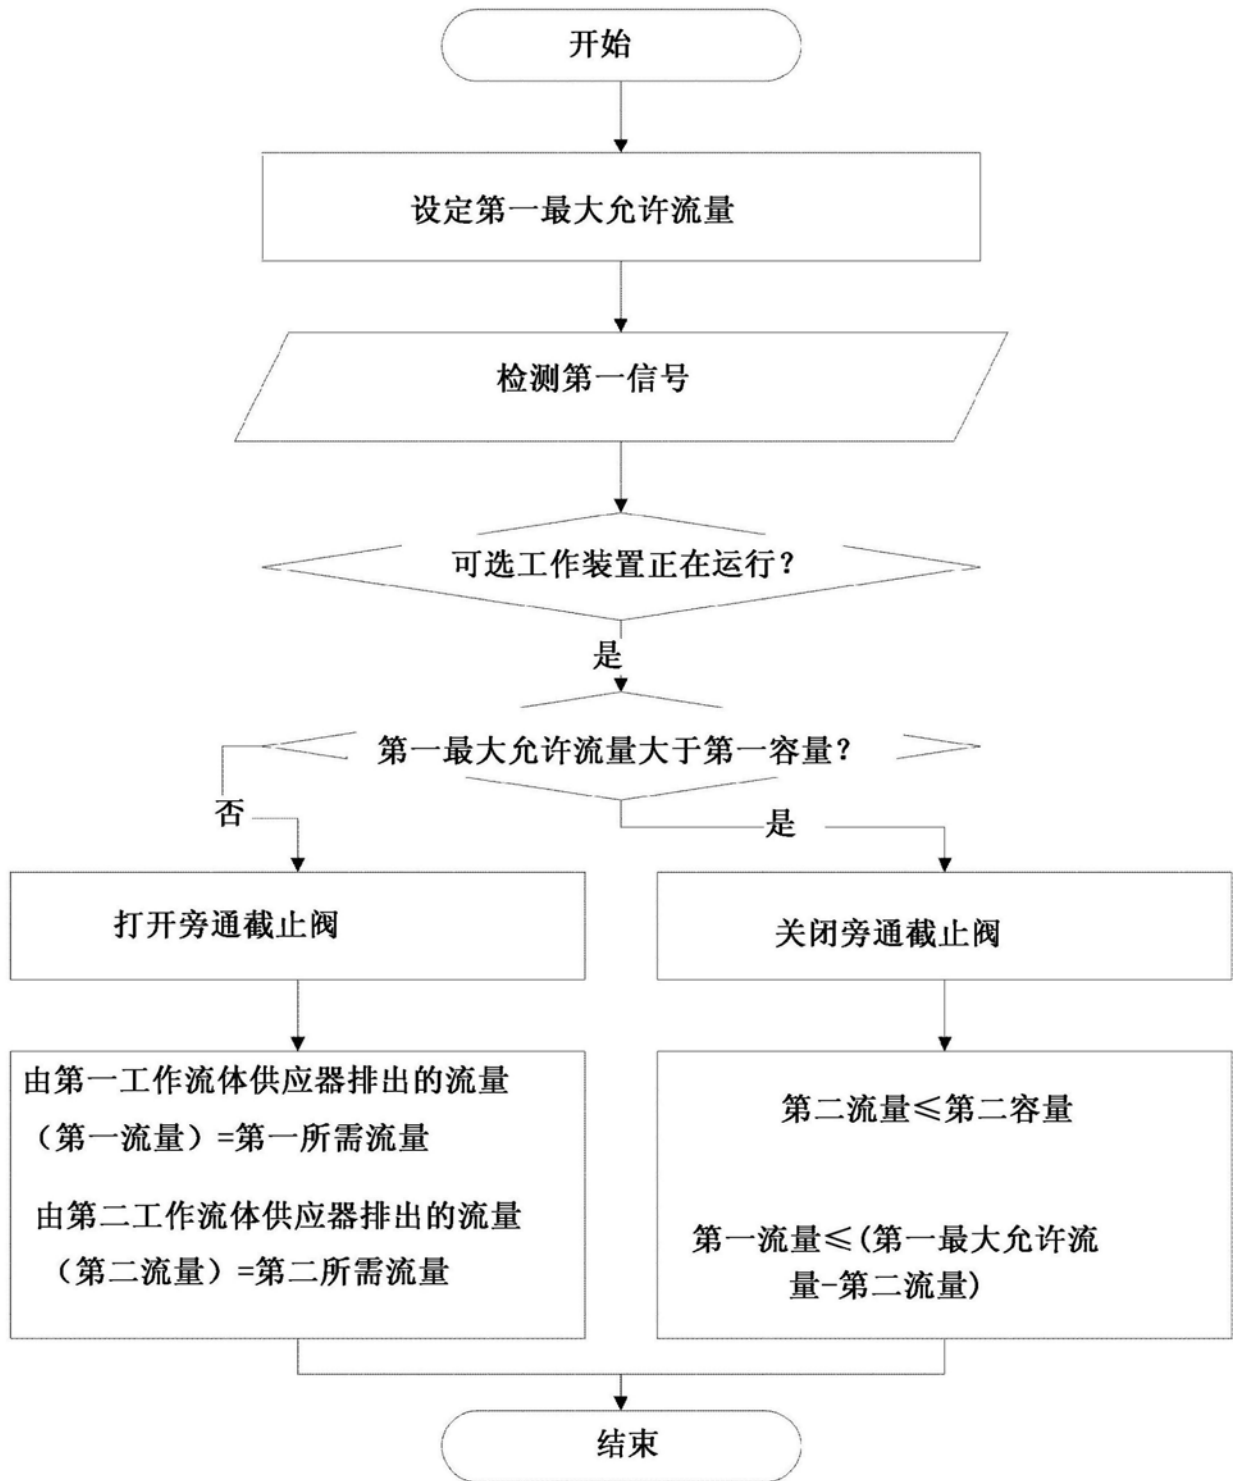 开始
设定第一最大允许流量
检测第一信号
可选工作装置正在运行？
是
第一最大允许流量大于第一容量？
否
是
打开旁通截止阀
关闭旁通截止阀
由第一工作流体供应器排出的流量
（第一流量）=第一所需流量
由第二工作流体供应器排出的流量
（第二流量）=第二所需流量
第二流量≤第二容量
第一流量≤(第一最大允许流
量-第二流量)
结束